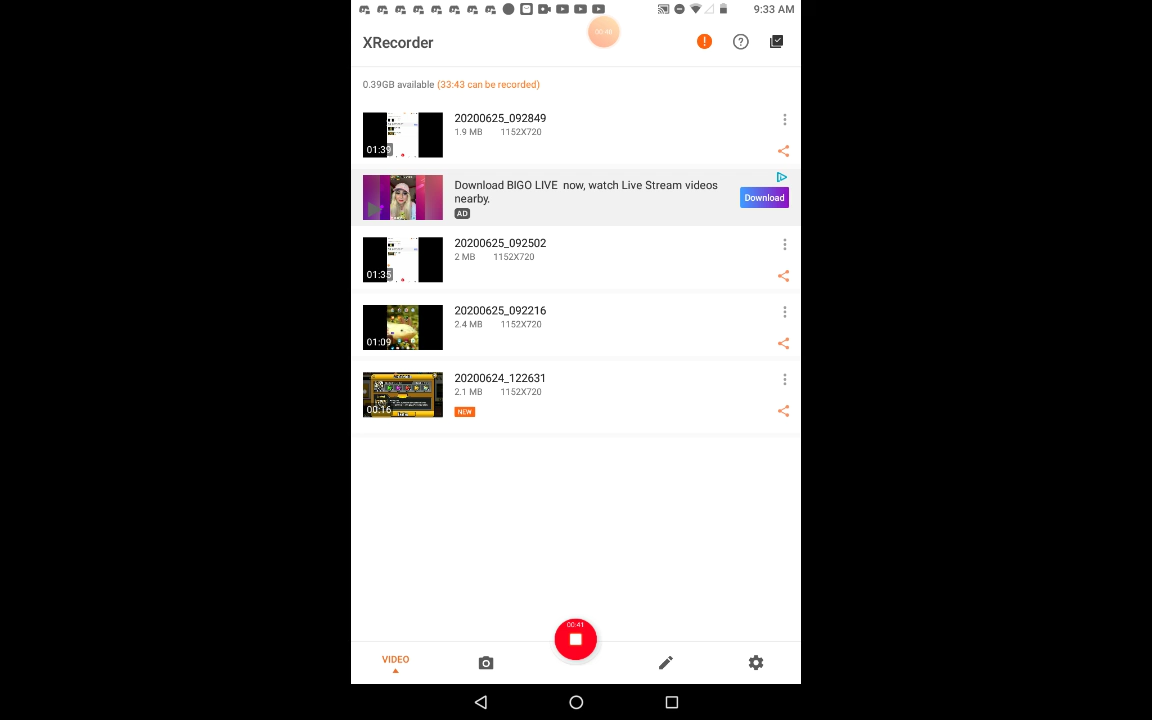 9:33 AM
XRecorder
0.39GB available (33:43 can be recorded)
20200625_092849
1.9 MB 1152X720
01:39
Download BIGO LIVE now, watch Live Stream videos
nearby.
AD
Download
20200625_092502
2 MB 1152X720
01:35
20200625_092216
2.4 MB 1152X720
01:09
20200624_122631
2.1 MB 1152X720
00:16
NEW
00:41
VIDEO